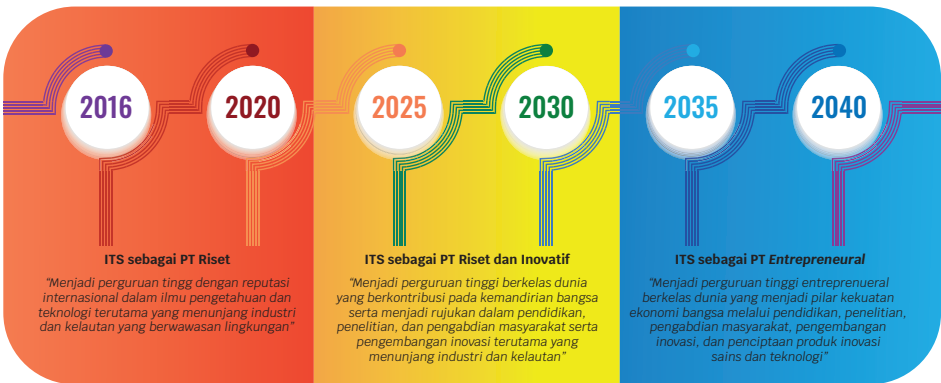 2016
2020
2025
2030
2035
2040
ITS sebagai PT Riset
"Menjadi perguruan tingg dengan reputasi
internasional dalam ilmu pengetahuan dan
teknologi terutama yang menunjang industri
dan kelautan yang berwawasan lingkungan"
ITS sebagai PT Riset dan Inovatif
"Menjadi perguruan tinggi berkelas dunia
yang berkontribusi pada kemandirian bangsa
serta menjadi rujukan dalam pendidikan,
penelitian, dan pengabdian masyarakat serta
pengembangan inovasi terutama yang
menunjang industri dan kelautan"
ITS sebagai PT Entrepreneural
"Menjadi perguruan tinggi entreprenueral
berkelas dunia yang menjadi pilar kekuatan
ekonomi bangsa melalui pendidikan, penelitian,
pengabdian masyarakat, pengembangan
inovasi, dan penciptaan produk inovasi
sains dan teknologi"